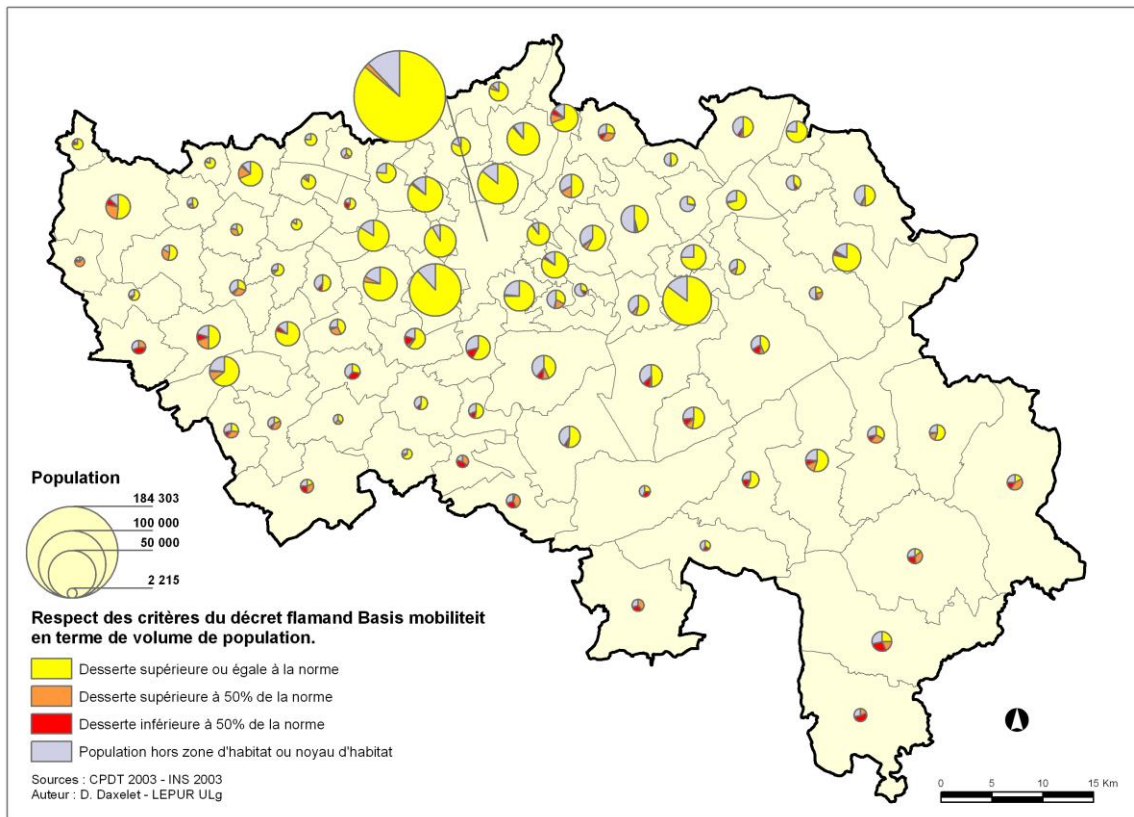 Population
184 303
100 000
50 000
2 215
Respect des critères du décret flamand Basis mobiliteit
en terme de volume de population.
Desserte supérieure ou égale à la norme
Desserte supérieure à 50% de la norme
Desserte inférieure à 50% de la norme
Population hors zone d'habitat ou noyau d'habitat
Sources : CPDT 2003 - INS 2003
Auteur : D. Daxelet - LEPUR ULg
0 5 10 15 Km